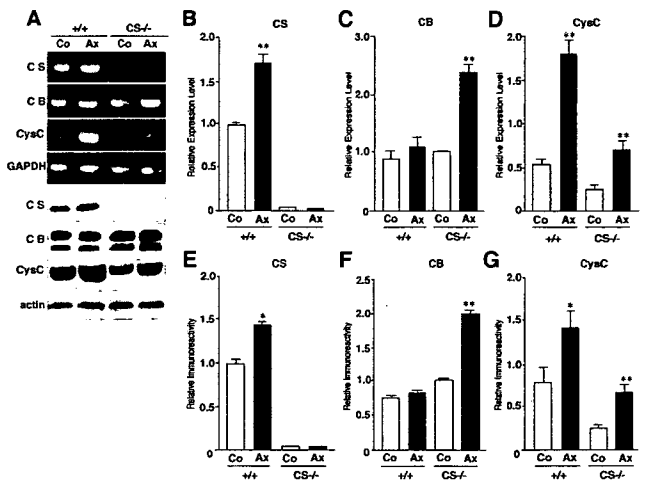 A
+/+
CS-/-
Co Ax Co Ax
C S
C B
CysC
GAPDH
C S
C B
CysC
actin
B
CS
Relative Expression Level
2.0
1.5
1.0
0.5
0
**
Co Ax Co Ax
+/+
CS-/-
C
CB
Relative Expression Level
3.0
2.0
1.0
0
**
Co Ax Co Ax
+/+
CS-/-
D
CysC
Relative Expression Level
2.0
1.5
1.0
0.5
0
**
**
Co Ax Co Ax
+/+
CS-/-
E
CS
Relative Immunoreactivity
2.0
1.5
1.0
0.5
0
*
Co Ax Co Ax
+/+
CS-/-
F
CB
Relative Immunoreactivity
2.5
2.0
1.5
1.0
0.5
**
Co Ax Co Ax
+/+
CS-/-
G
CysC
Relative Immunoreactivity
2.0
1.5
1.0
0.5
0
*
**
Co Ax Co Ax
+/+
CS-/-